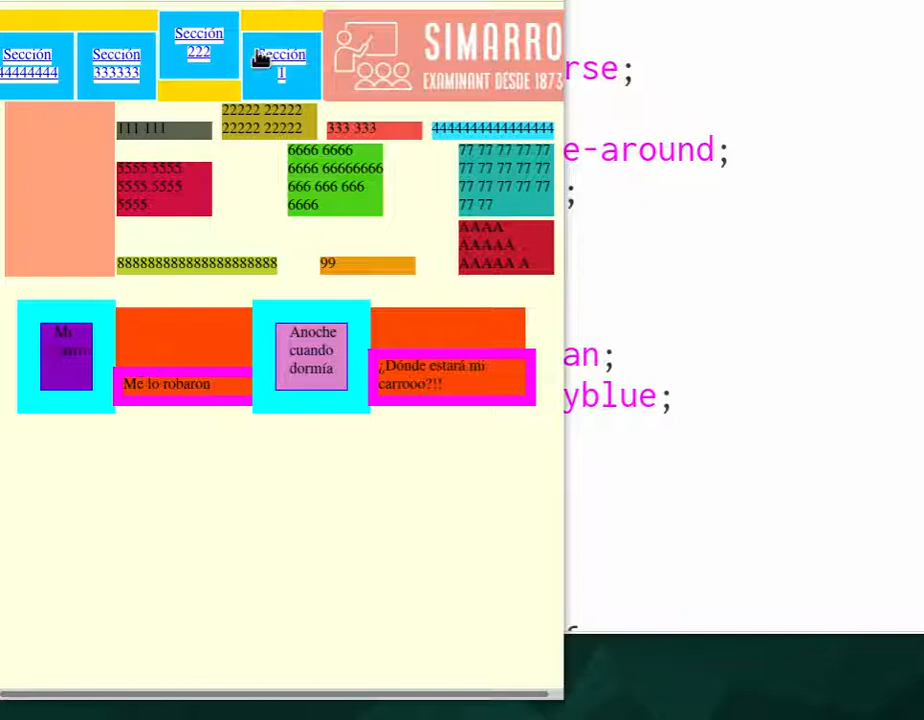 Sección
44444444
Sección
333333
Sección
222
Sección
1
SIMARRO
EXAMINANT DESDE 1873
rse;
e-around;
;
an;
yblue;
111 111
22222 22222
22222 22222
333 333
4444444444444444
5555 5555
5555 5555
5555
6666 6666
6666 66666666
666 666 666
6666
77 77 77 77 77
77 77 77 77 77
77 77 77 77 77
77 77
88888888888888888888888
99
AAAA
AAAAA
AAAAA A
Mi
Me lo robaron
Anoche
cuando
dormía
¿Dónde estará mi
carrooo?!!